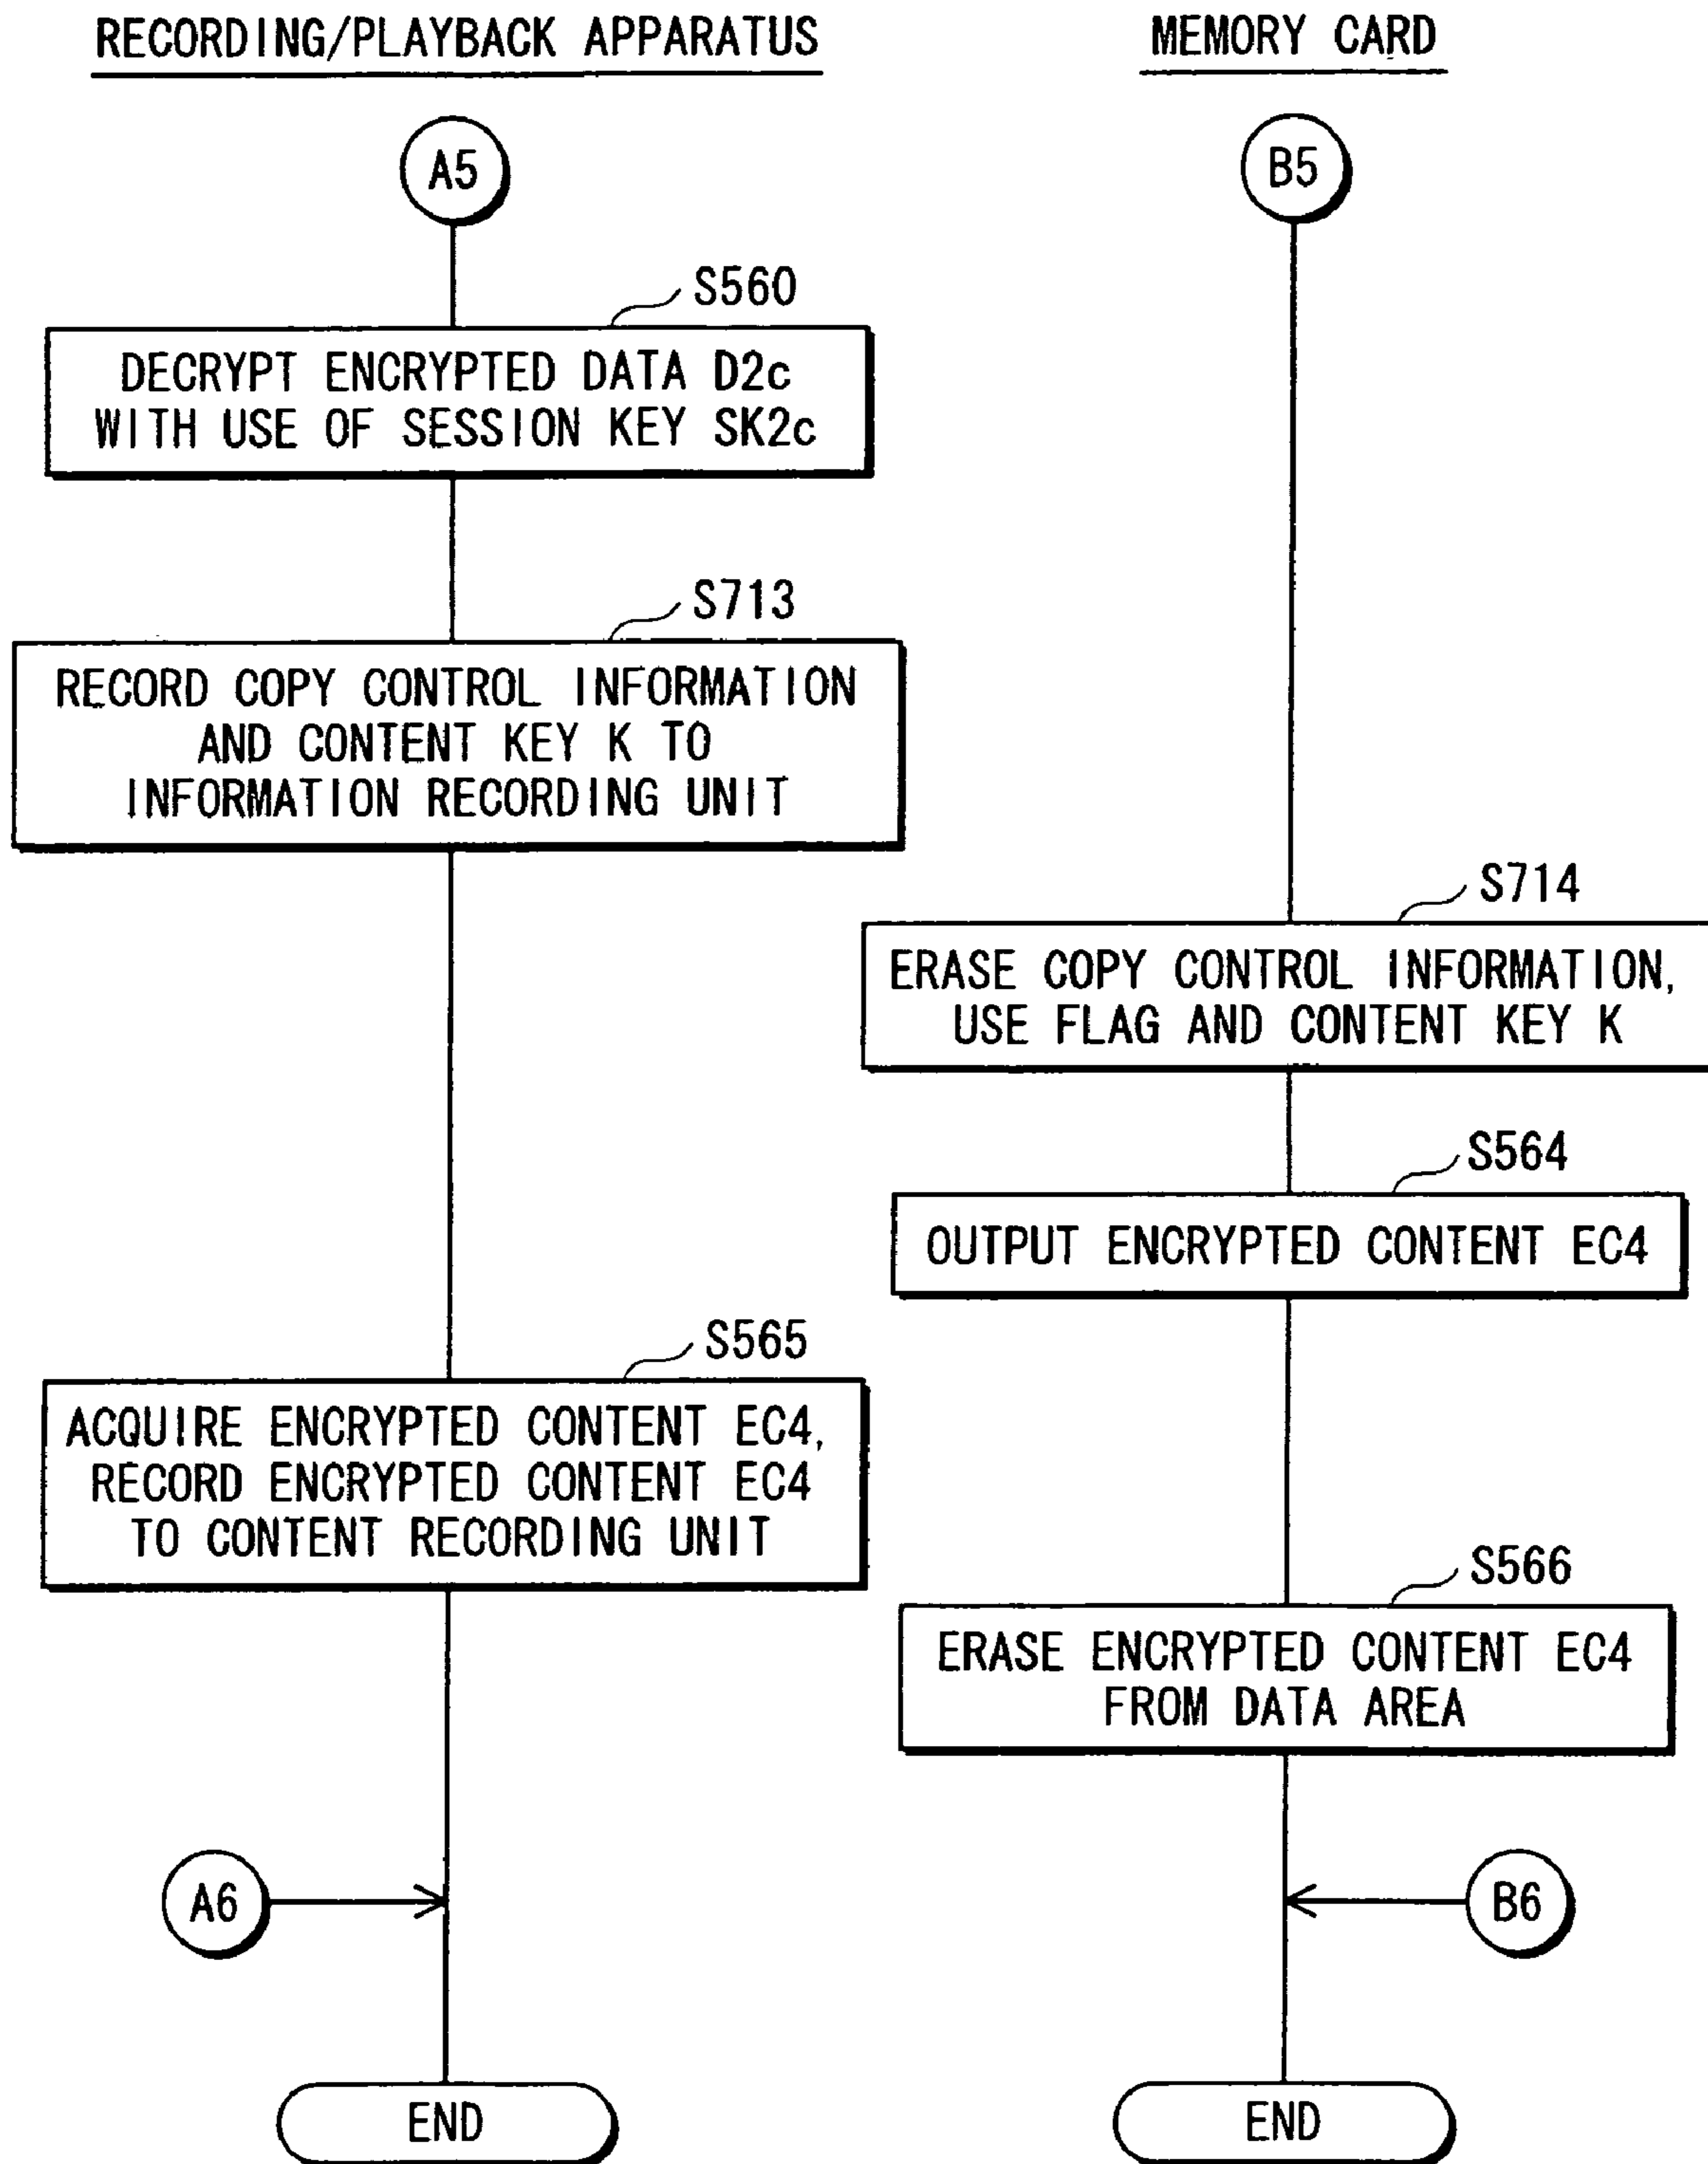 RECORDING/PLAYBACK APPARATUS
MEMORY CARD
A5
B5
S560
DECRYPT ENCRYPTED DATA D2c
WITH USE OF SESSION KEY SK2c
S713
RECORD COPY CONTROL INFORMATION
AND CONTENT KEY K TO
INFORMATION RECORDING UNIT
S714
ERASE COPY CONTROL INFORMATION,
USE FLAG AND CONTENT KEY K
S564
OUTPUT ENCRYPTED CONTENT EC4
S565
ACQUIRE ENCRYPTED CONTENT EC4,
RECORD ENCRYPTED CONTENT EC4
TO CONTENT RECORDING UNIT
S566
ERASE ENCRYPTED CONTENT EC4
FROM DATA AREA
A6
B6
END
END